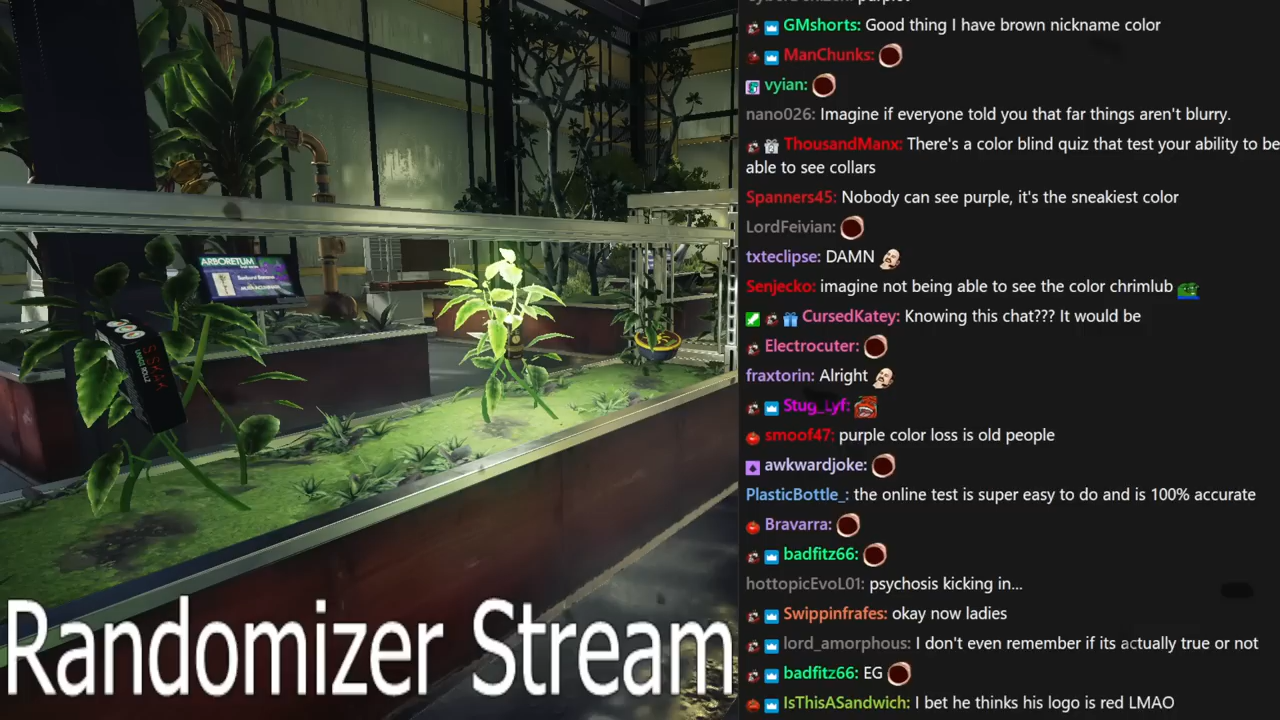 GMshorts: Good thing I have brown nickname color
ManChunks:
vyian:
nano026: Imagine if everyone told you that far things aren't blurry.
ThousandManx: There's a color blind quiz that test your ability to be
able to see collars
Spanners45: Nobody can see purple, it's the sneakiest color
LordFeivian:
txteclipse: DAMN
Senjecko: imagine not being able to see the color chrimlub
CursedKatey: Knowing this chat??? It would be
Electrocuter:
fraxtorin: Alright
Stug_Lyf:
smoof47: purple color loss is old people
awkwardjoke:
PlasticBottle_: the online test is super easy to do and is 100% accurate
Bravarra:
badfitz66:
hottopicEvoL01: psychosis kicking in...
Swippinfrafes: okay now ladies
lord_amorphous: I don't even remember if its actually true or not
badfitz66: EG
IsThisASandwich: I bet he thinks his logo is red LMAO
ARBORETUM
Randomizer Stream